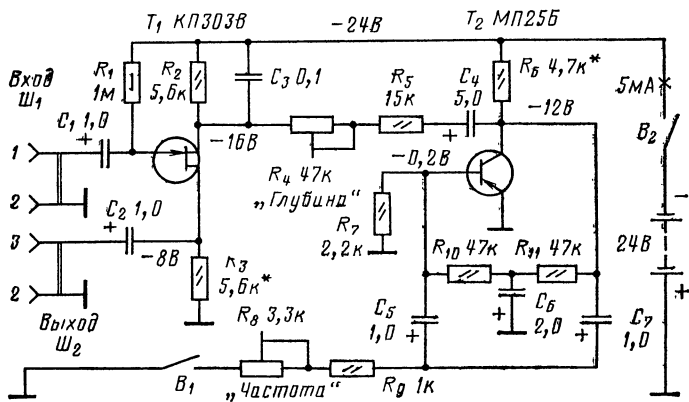 T₁ КП303В
-24В
T₂ МП25Б
Вход
Ш₁
R₁
1м
R₂
5,6к
C₃ 0,1
R₅
15к
C₄
5,0
+
R₆ 4,7к*
5мА
C₁ 1,0
+
-16В
-12В
B₂
1
R₄ 47к
„Глубина“
-0,2В
2
R₇
2,2к
-
C₂ 1,0
+
3
-8В
R₁₀ 47к
R₁₁ 47к
24В
R₃
5,6к*
+
2
C₅
1,0
+
C₆
2,0
+
C₇
1,0
+
Выход
Ш₂
R₈ 3,3к
B₁
„Частота“
R₉ 1к